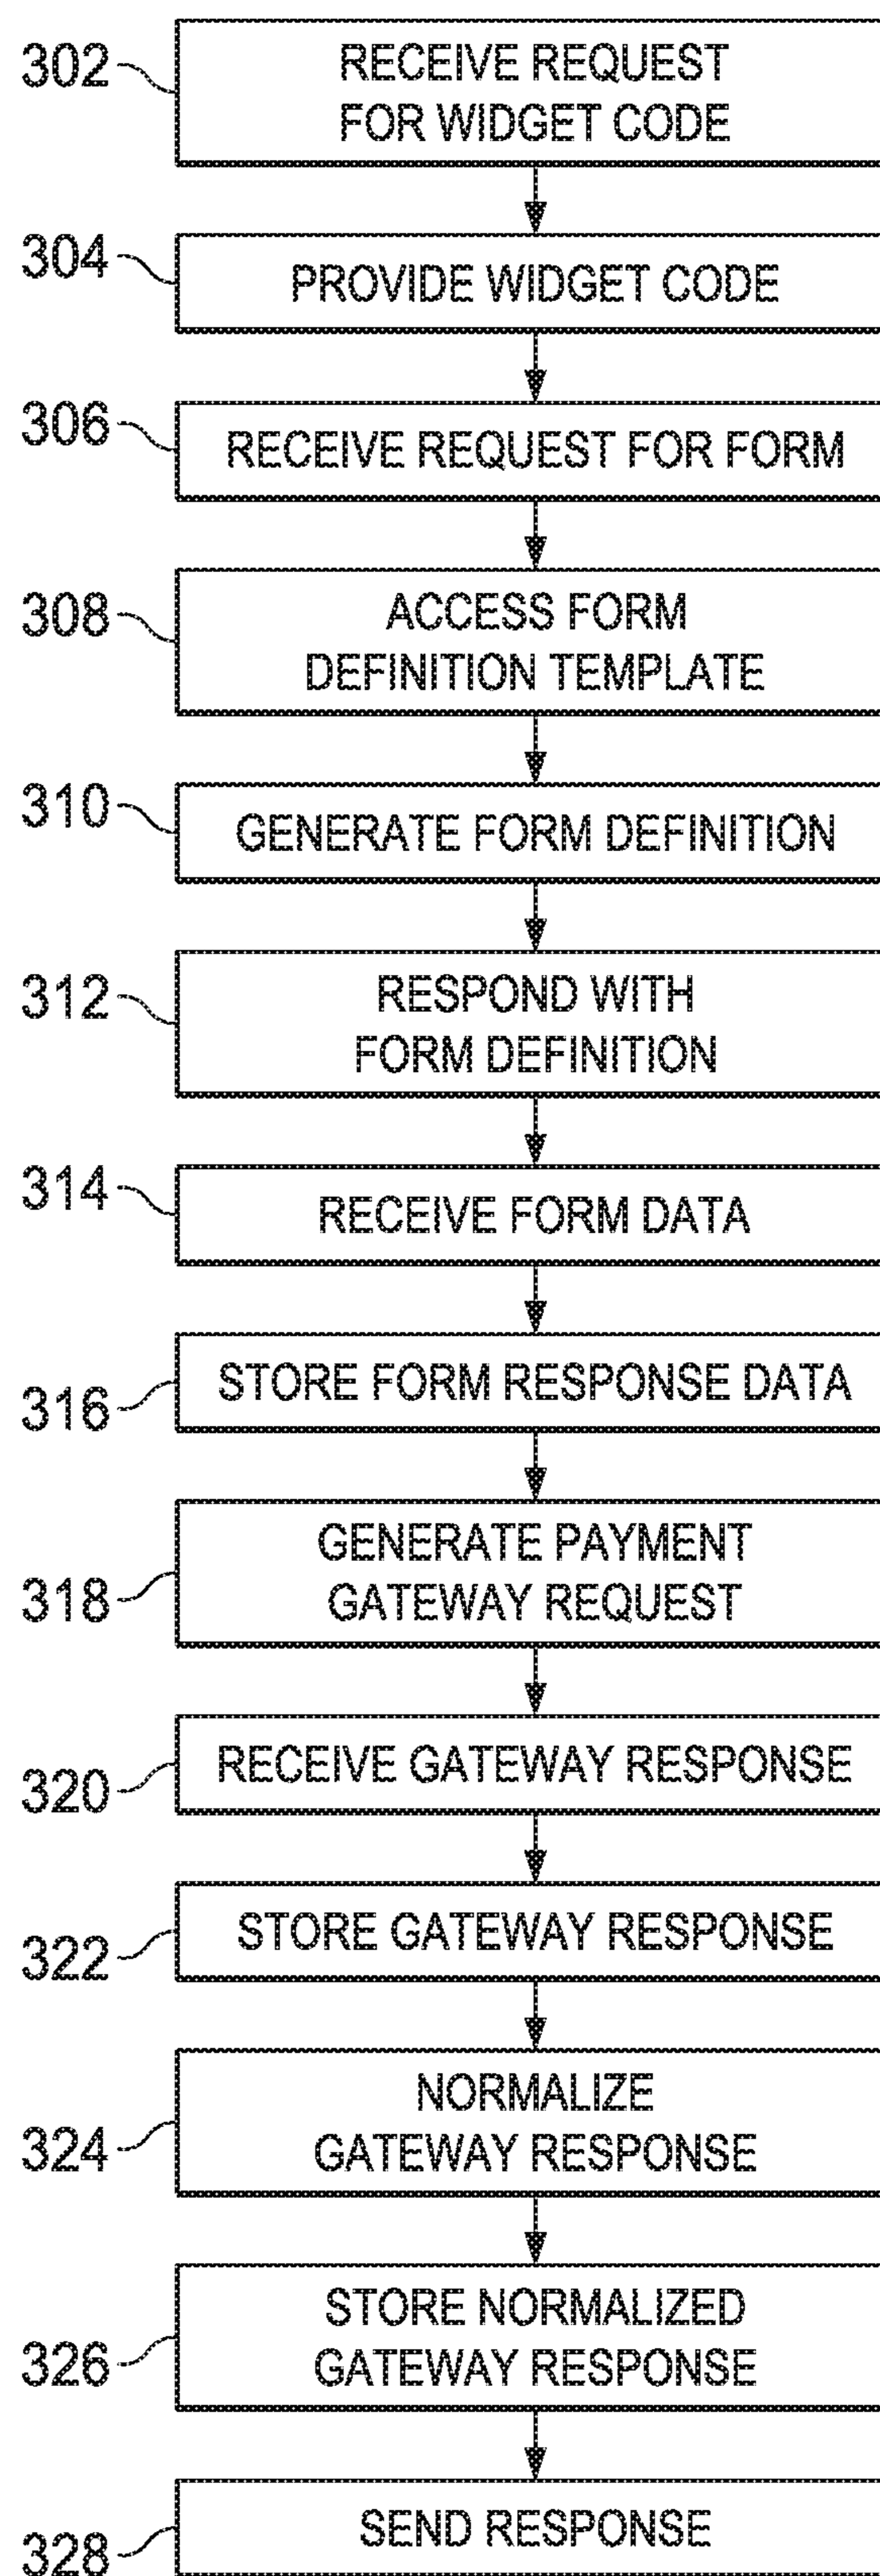 302
RECEIVE REQUEST
FOR WIDGET CODE
304
PROVIDE WIDGET CODE
306
RECEIVE REQUEST FOR FORM
308
ACCESS FORM
DEFINITION TEMPLATE
310
GENERATE FORM DEFINITION
312
RESPOND WITH
FORM DEFINITION
314
RECEIVE FORM DATA
316
STORE FORM RESPONSE DATA
318
GENERATE PAYMENT
GATEWAY REQUEST
320
RECEIVE GATEWAY RESPONSE
322
STORE GATEWAY RESPONSE
324
NORMALIZE
GATEWAY RESPONSE
326
STORE NORMALIZED
GATEWAY RESPONSE
328
SEND RESPONSE